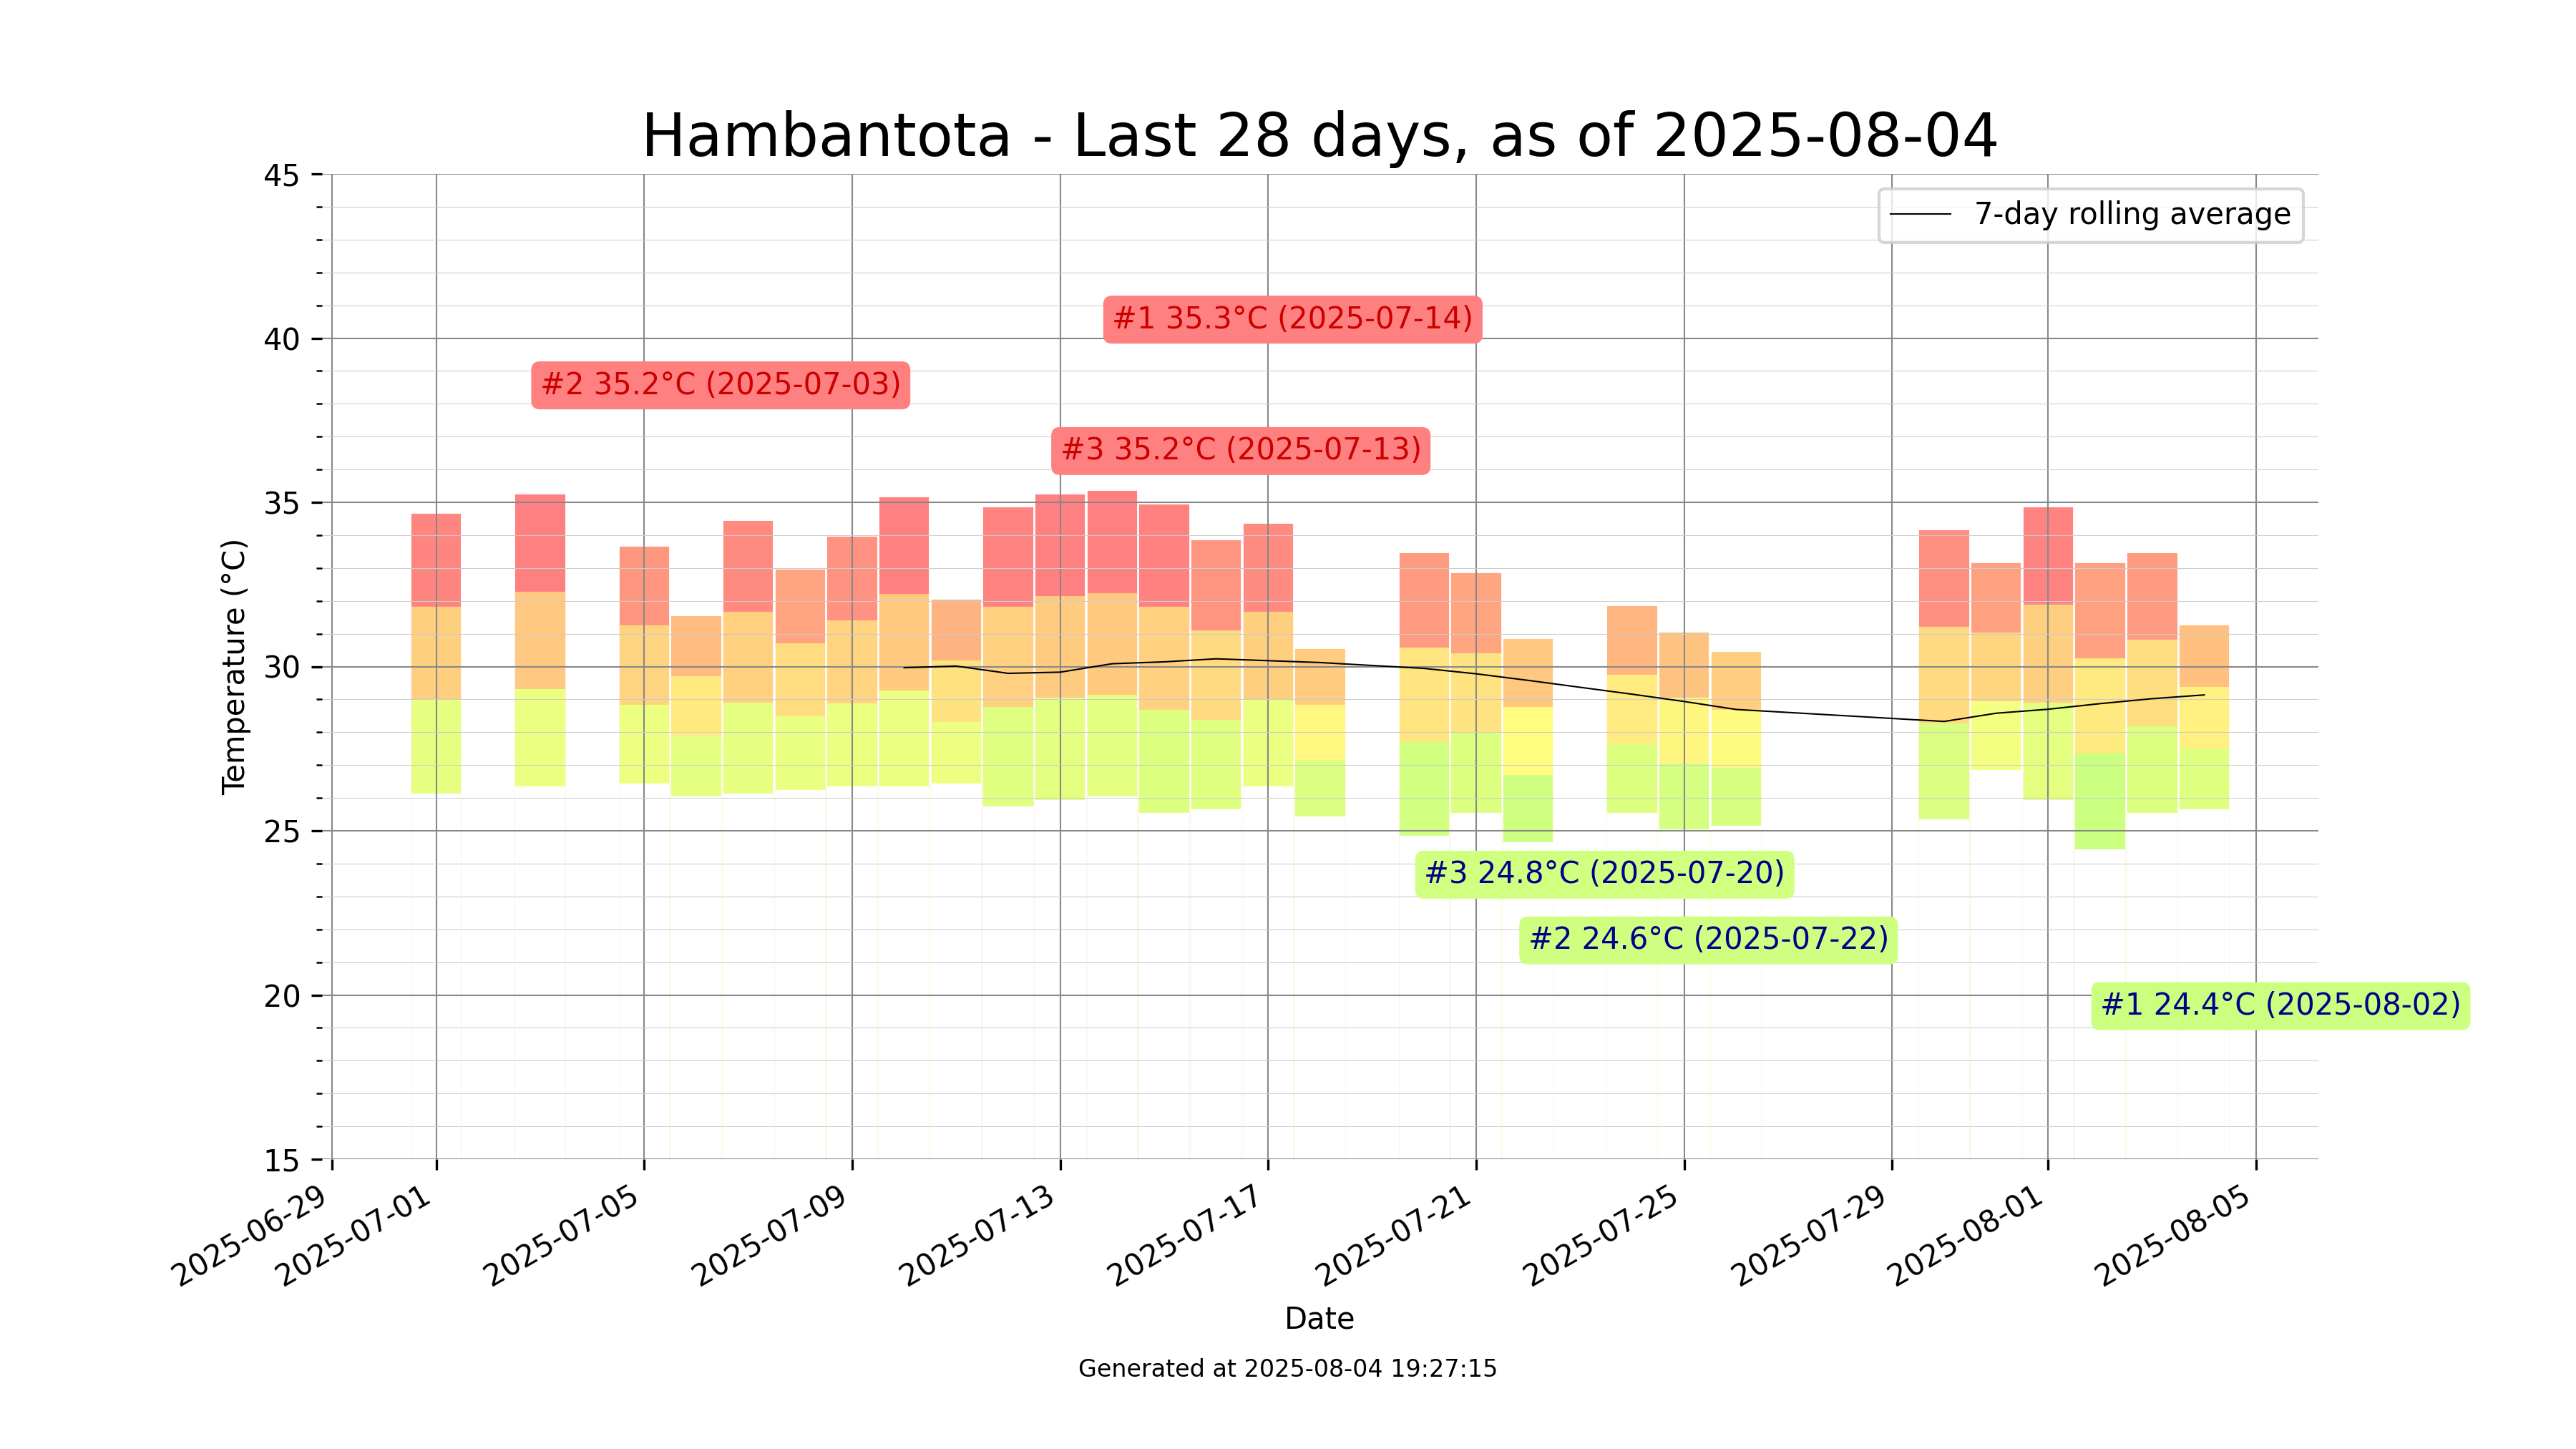 Hambantota - Last 28 days, as of 2025-08-04
45
7-day rolling average
#1 35.3°C (2025-07-14)
40
#2 35.2°C (2025-07-03)
#3 35.2°C (2025-07-13)
35
Temperature (°C)
30
25
#3 24.8°C (2025-07-20)
#2 24.6°C (2025-07-22)
20
#1 24.4°C (2025-08-02)
15
2025-06-29
2025-07-01
2025-07-05
2025-07-09
2025-07-13
2025-07-17
2025-07-21
2025-07-25
2025-07-29
2025-08-01
2025-08-05
Date
Generated at 2025-08-04 19:27:15